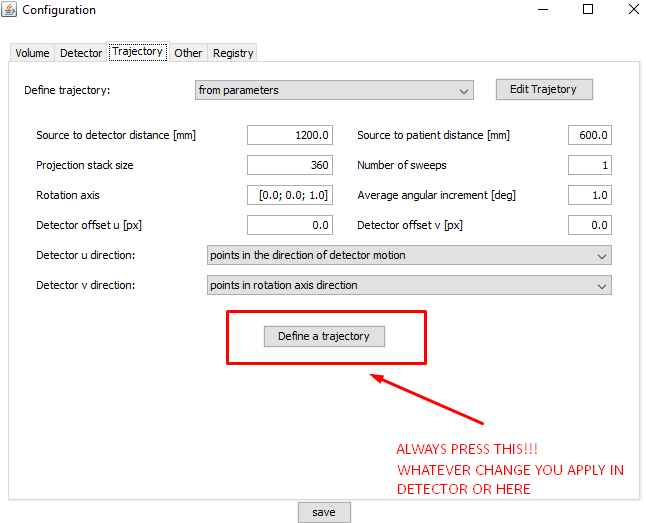 Configuration
Volume Detector Trajectory Other Registry
Define trajectory: from parameters Edit Trajetory
Source to detector distance [mm] 1200.0 Source to patient distance [mm] 600.0
Projection stack size 360 Number of sweeps 1
Rotation axis [0.0; 0.0; 1.0] Average angular increment [deg] 1.0
Detector offset u [px] 0.0 Detector offset v [px] 0.0
Detector u direction: points in the direction of detector motion
Detector v direction: points in rotation axis direction
Define a trajectory
ALWAYS PRESS THIS!!!
WHATEVER CHANGE YOU APPLY IN
DETECTOR OR HERE
save